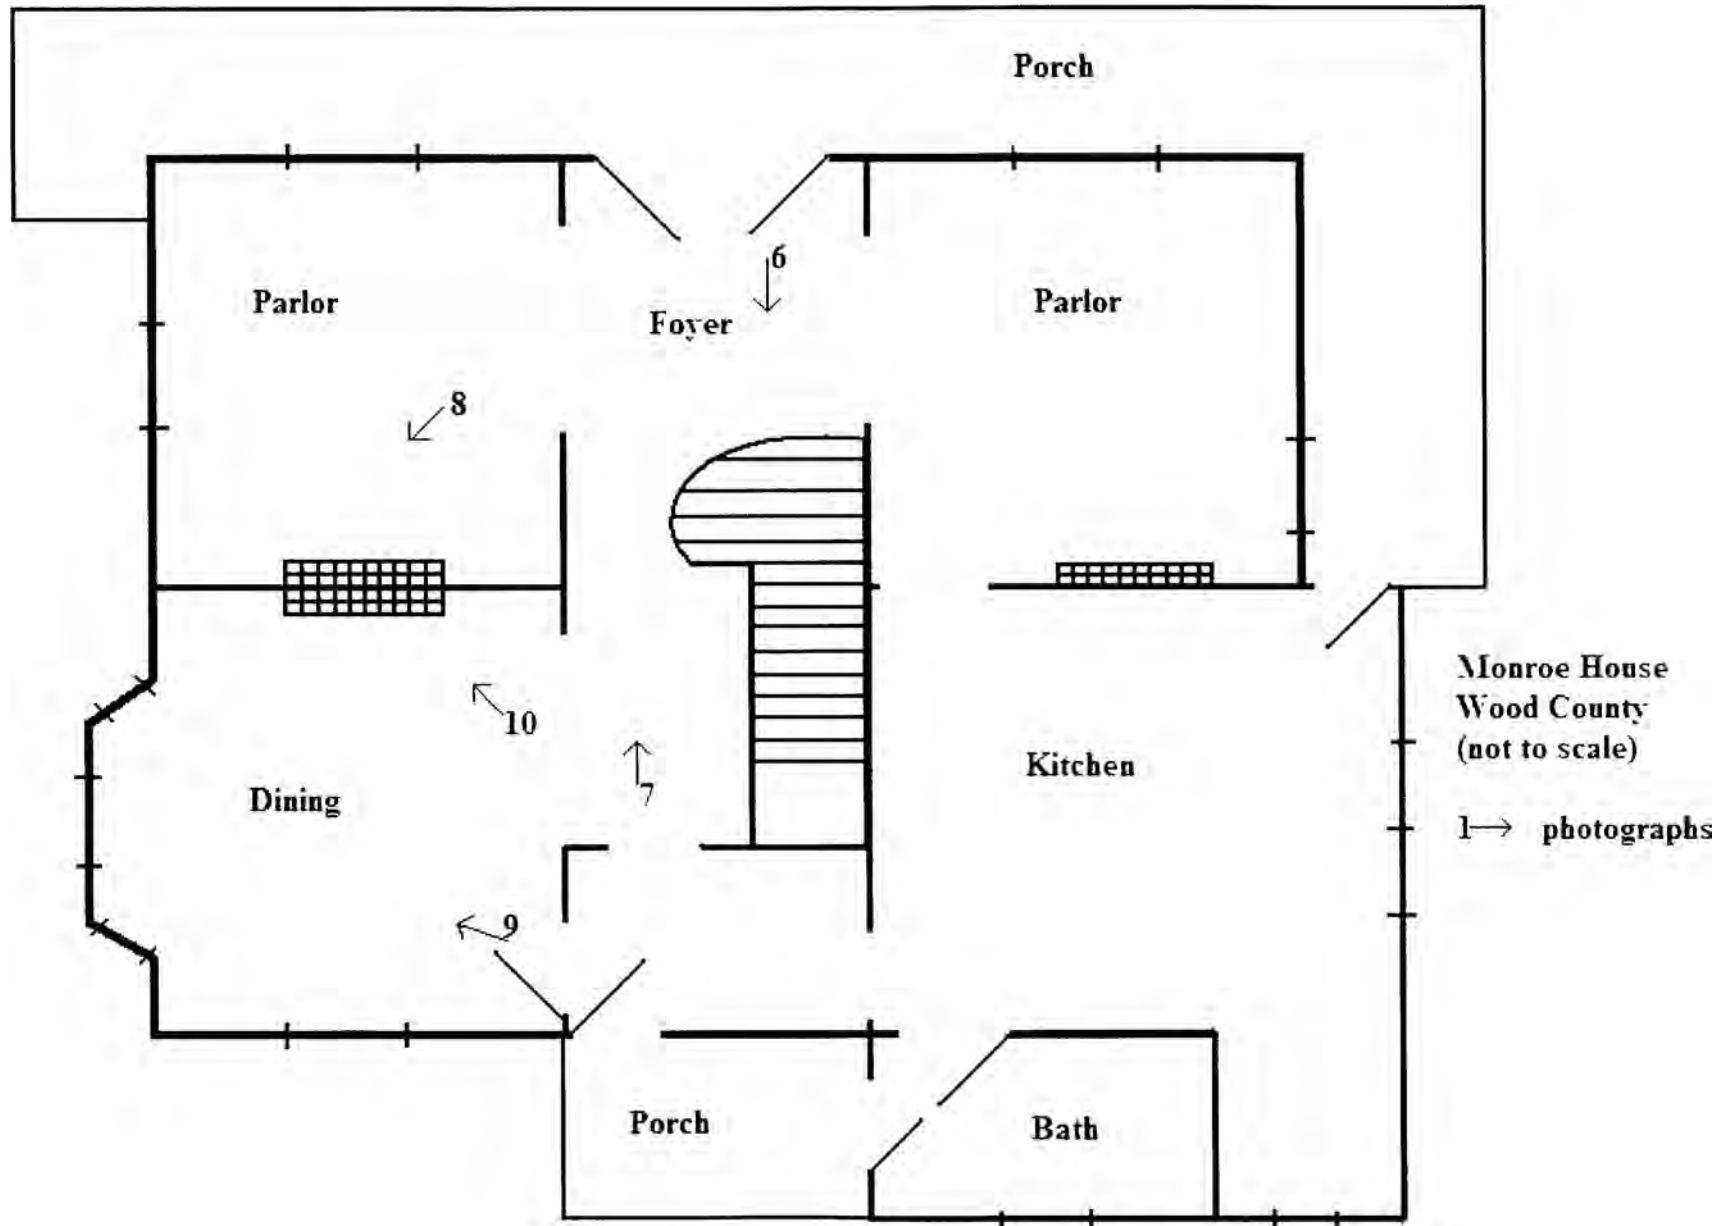 Porch
6
Parlor
Foyer
Parlor
8
10
7
Dining
Kitchen
9
Monroe House
Wood County
(not to scale)
1 → photographs
Porch
Bath